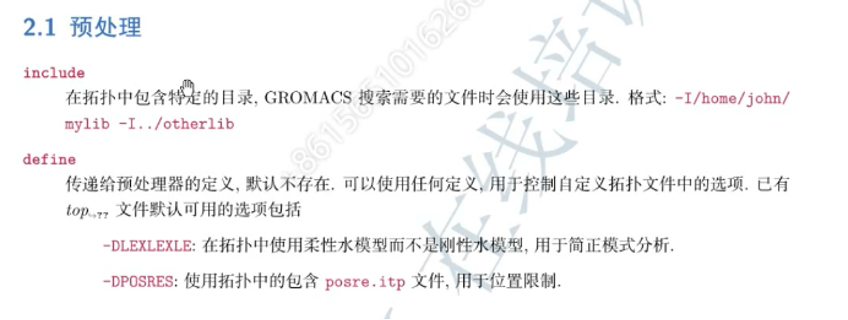 2.1 预处理
include
在拓扑中包含特定的目录, GROMACS 搜索需要的文件时会使用这些目录. 格式: -I/home/john/
mylib -I../otherlib
define
传递给预处理器的定义, 默认不存在. 可以使用任何定义, 用于控制自定义拓扑文件中的选项. 已有
top→?? 文件默认可用的选项包括
-DLEXLEXLE: 在拓扑中使用柔性水模型而不是刚性水模型, 用于简正模式分析.
-DPOSRES: 使用拓扑中的包含 posre.itp 文件, 用于位置限制.
在线培训